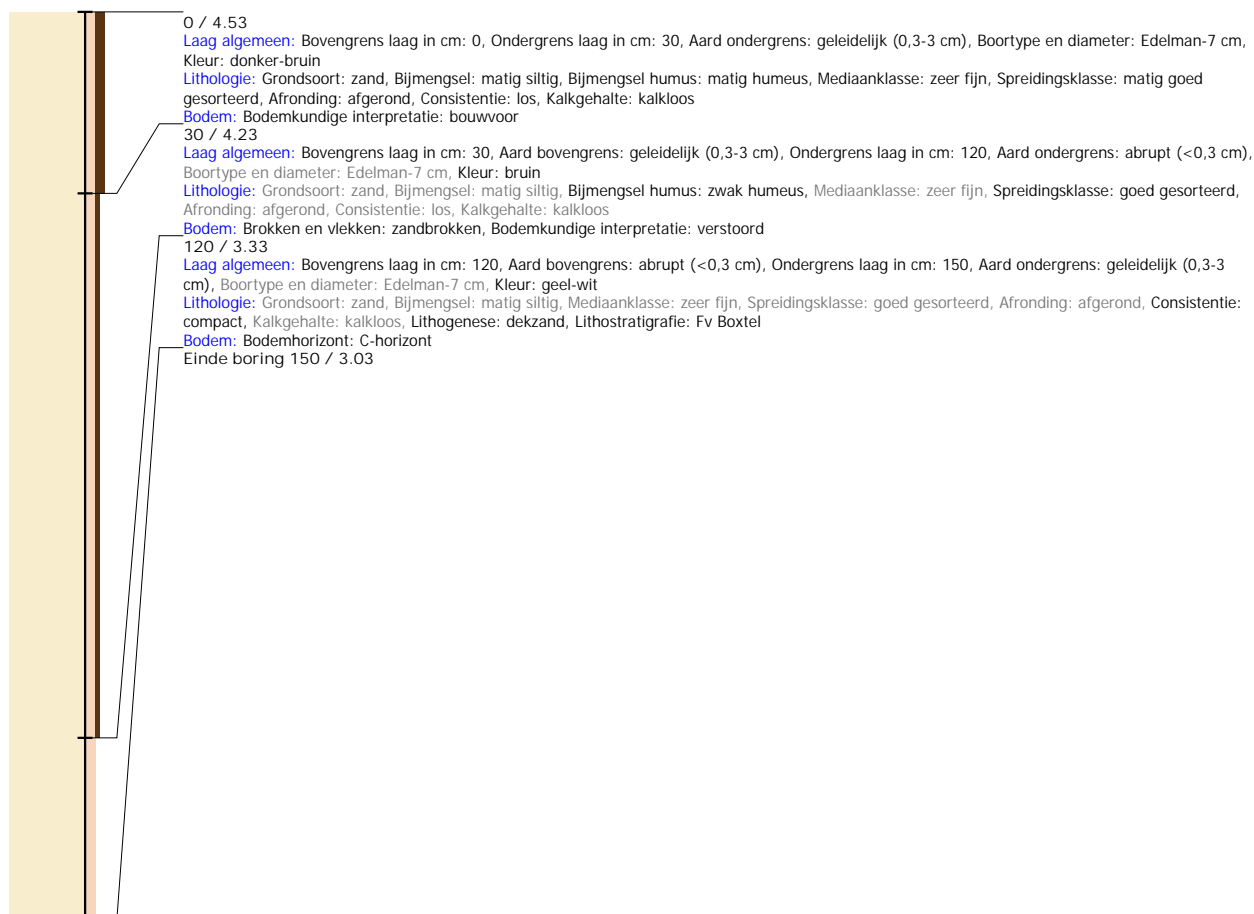 0 / 4.53
Laag algemeen: Bovengrens laag in cm: 0, Ondergrens laag in cm: 30, Aard ondergrens: geleidelijk (0,3-3 cm), Boortype en diameter: Edelman-7 cm,
Kleur: donker-bruin
Lithologie: Grondsoort: zand, Bijmengsel: matig siltig, Bijmengsel humus: matig humeus, Mediaanklasse: zeer fijn, Spreidingsklasse: matig goed
gesorteerd, Afronding: afgerond, Consistentie: los, Kalkgehalte: kalkloos
Bodem: Bodemkundige interpretatie: bouwvoor
30 / 4.23
Laag algemeen: Bovengrens laag in cm: 30, Aard bovengrens: geleidelijk (0,3-3 cm), Ondergrens laag in cm: 120, Aard ondergrens: abrupt (<0,3 cm),
Boortype en diameter: Edelman-7 cm, Kleur: bruin
Lithologie: Grondsoort: zand, Bijmengsel: matig siltig, Bijmengsel humus: zwak humeus, Mediaanklasse: zeer fijn, Spreidingsklasse: goed gesorteerd,
Afronding: afgerond, Consistentie: los, Kalkgehalte: kalkloos
Bodem: Brokken en vlekken: zandbrokken, Bodemkundige interpretatie: verstoord
120 / 3.33
Laag algemeen: Bovengrens laag in cm: 120, Aard bovengrens: abrupt (<0,3 cm), Ondergrens laag in cm: 150, Aard ondergrens: geleidelijk (0,3-3
cm), Boortype en diameter: Edelman-7 cm, Kleur: geel-wit
Lithologie: Grondsoort: zand, Bijmengsel: matig siltig, Mediaanklasse: zeer fijn, Spreidingsklasse: goed gesorteerd, Afronding: afgerond, Consistentie:
compact, Kalkgehalte: kalkloos, Lithogenese: dekzand, Lithostratigrafie: Fv Boxtel
Bodem: Bodemhorizont: C-horizont
Einde boring 150 / 3.03